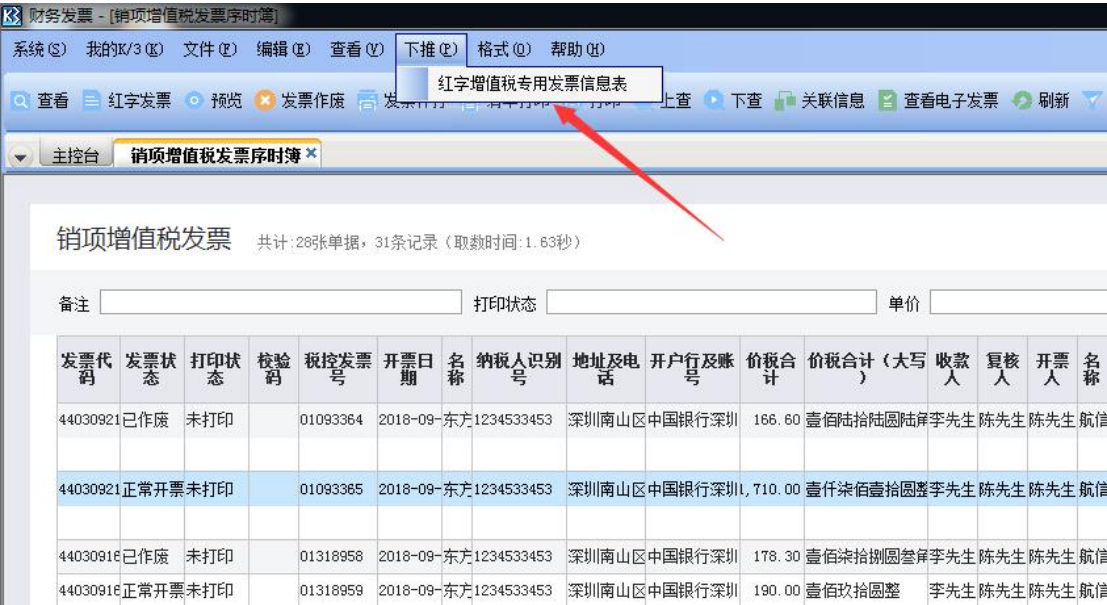 K3 财务发票 - [销项增值税发票序时簿]
系统(S) 我的K/3(K) 文件(F) 编辑(E) 查看(V) 下推(P) 格式(O) 帮助(H)
红字增值税专用发票信息表
查看 红字发票 预览 发票作废 上查 下查 关联信息 查看电子发票 刷新
主控台 销项增值税发票序时簿
销项增值税发票 共计:28张单据，31条记录（取数时间:1.63秒）
备注 打印状态 单价
发票代码 发票状态 打印状态 校验码 税控发票号 开票日期 名称 纳税人识别号 地址及电话 开户行及账号 价税合计 价税合计（大写） 收款人 复核人 开票人 名称
44030921 已作废 未打印 01093364 2018-09- 东方 1234533453 深圳南山区 中国银行深圳 166.60 壹佰陆拾陆圆陆角 李先生 陈先生 陈先生 航信
44030921 正常开票 未打印 01093365 2018-09- 东方 1234533453 深圳南山区 中国银行深圳 1,710.00 壹仟柒佰壹拾圆整 李先生 陈先生 陈先生 航信
44030916 已作废 未打印 01318958 2018-09- 东方 1234533453 深圳南山区 中国银行深圳 178.30 壹佰柒拾捌圆叁角 李先生 陈先生 陈先生 航信
44030916 正常开票 未打印 01318959 2018-09- 东方 1234533453 深圳南山区 中国银行深圳 190.00 壹佰玖拾圆整 李先生 陈先生 陈先生 航信